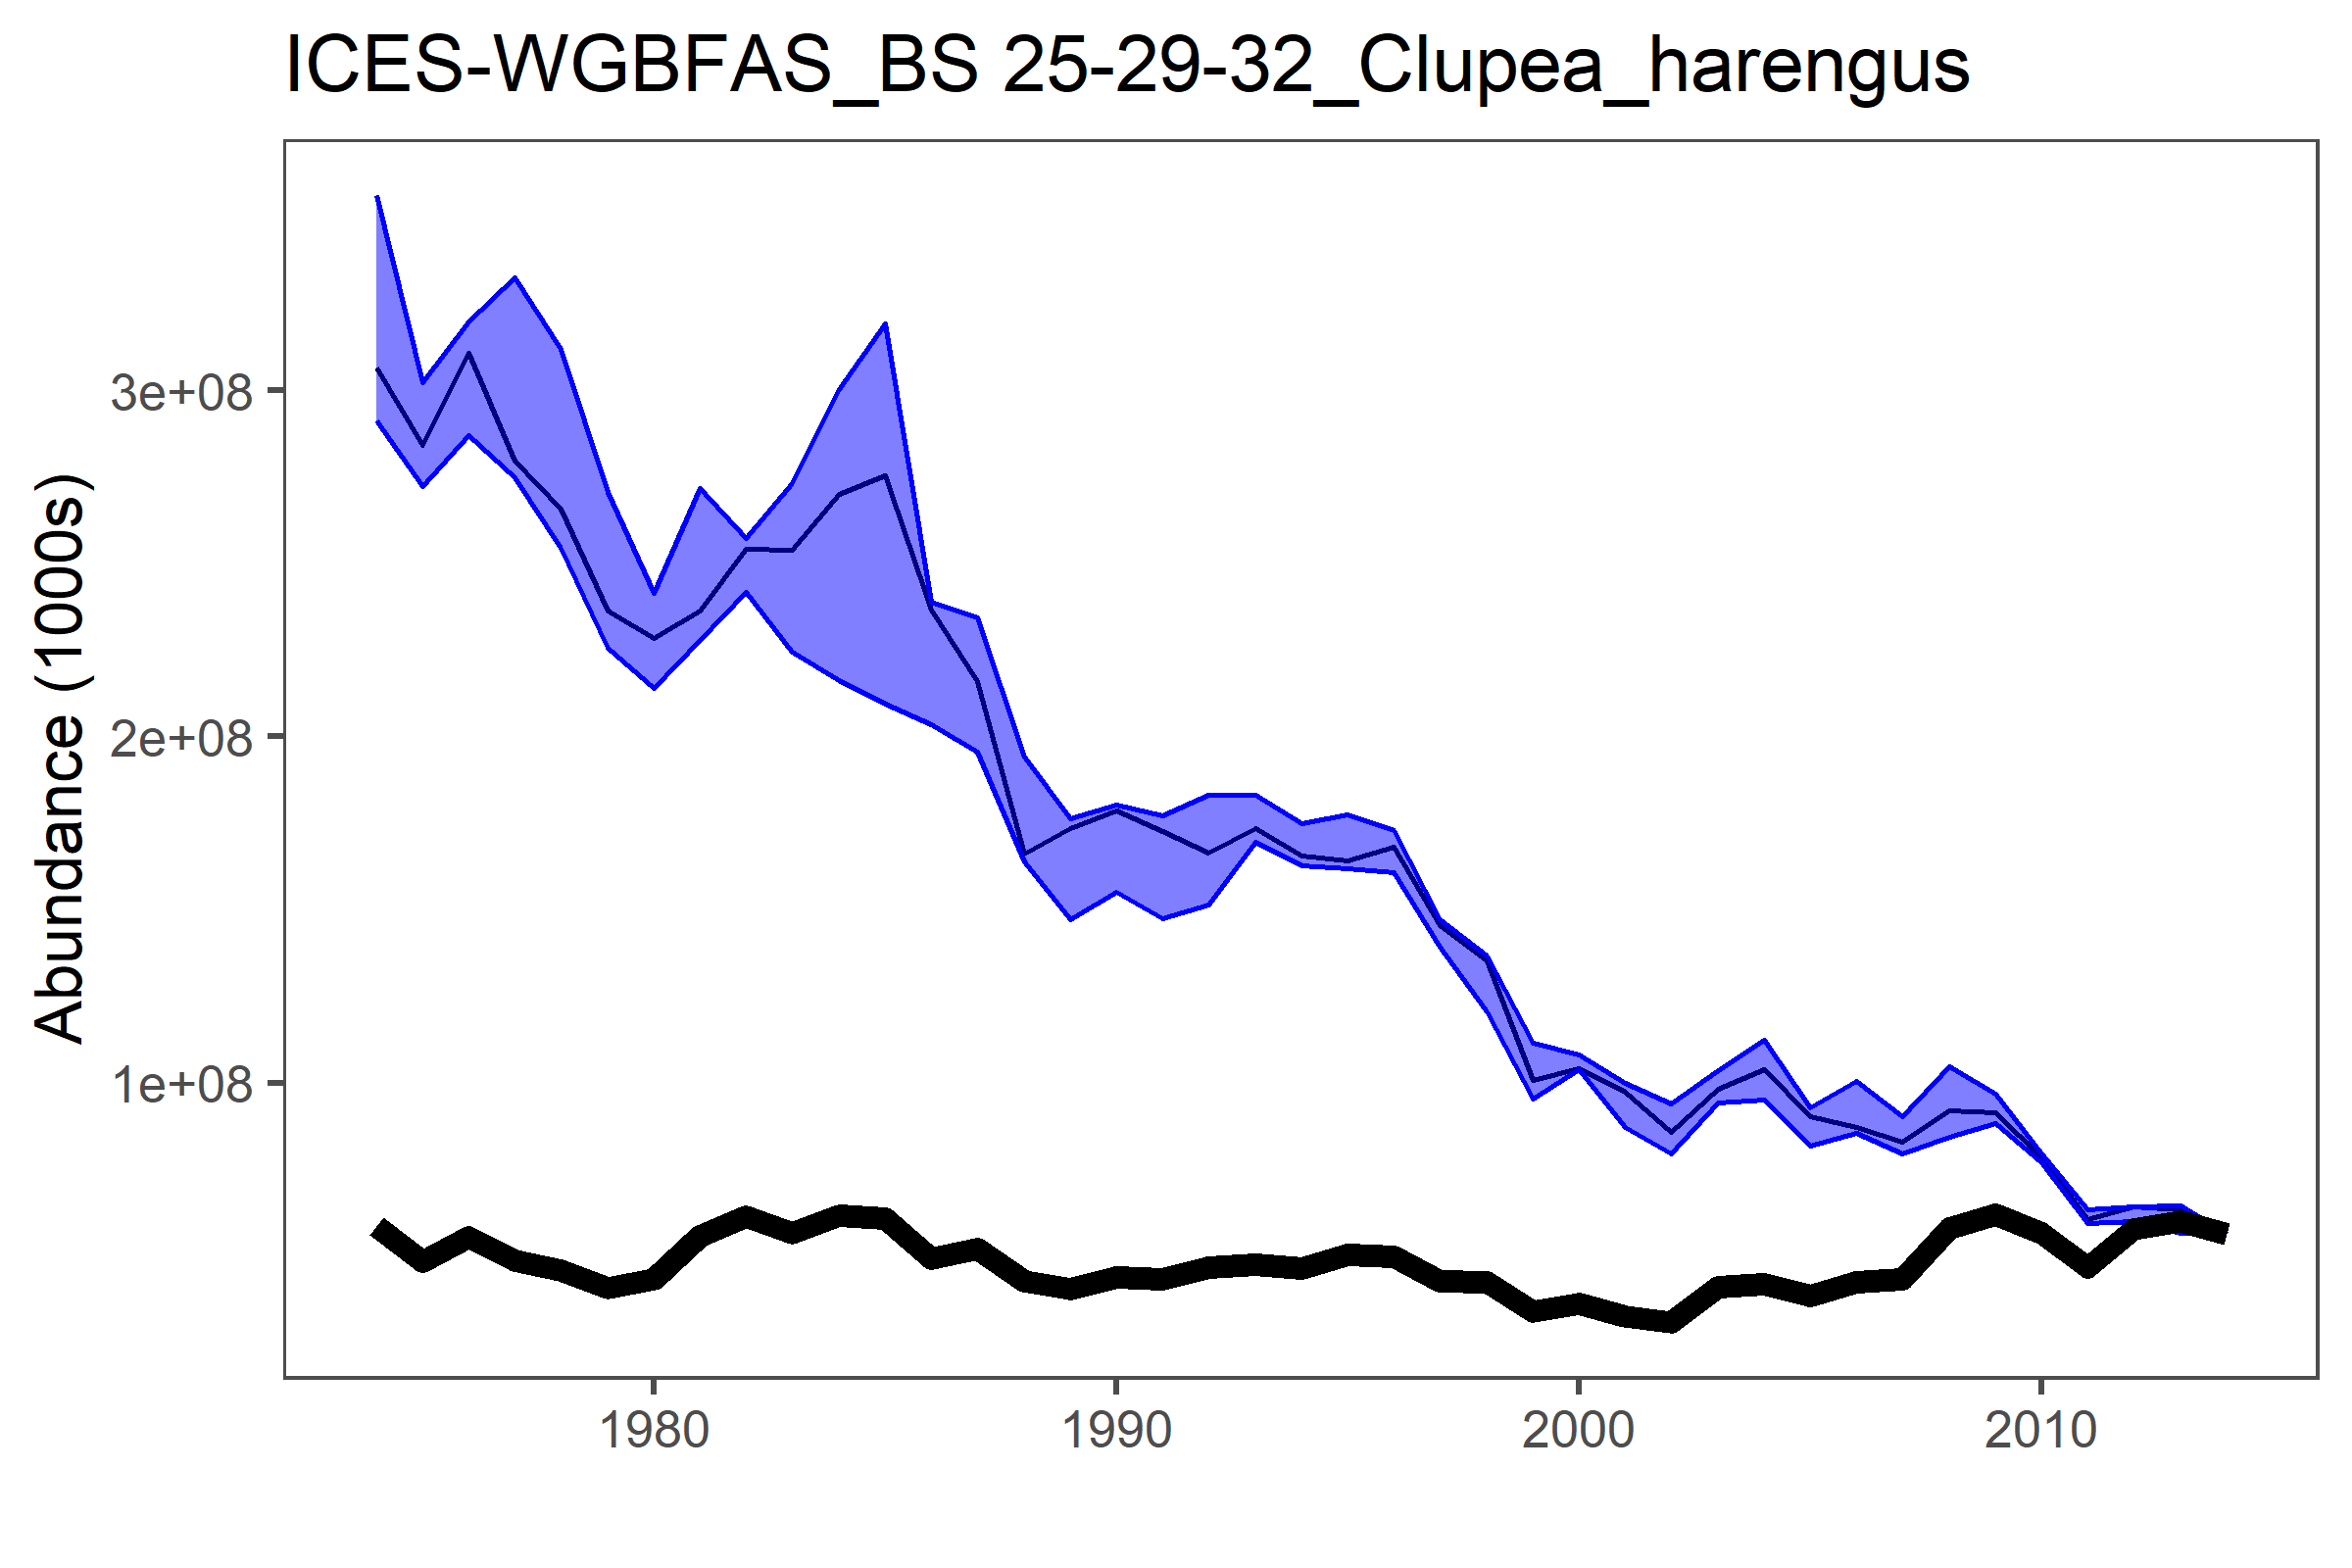 ICES-WGBFAS_BS 25-29-32_Clupea_harengus
Abundance (1000s)
3e+08
2e+08
1e+08
1980 1990 2000 2010